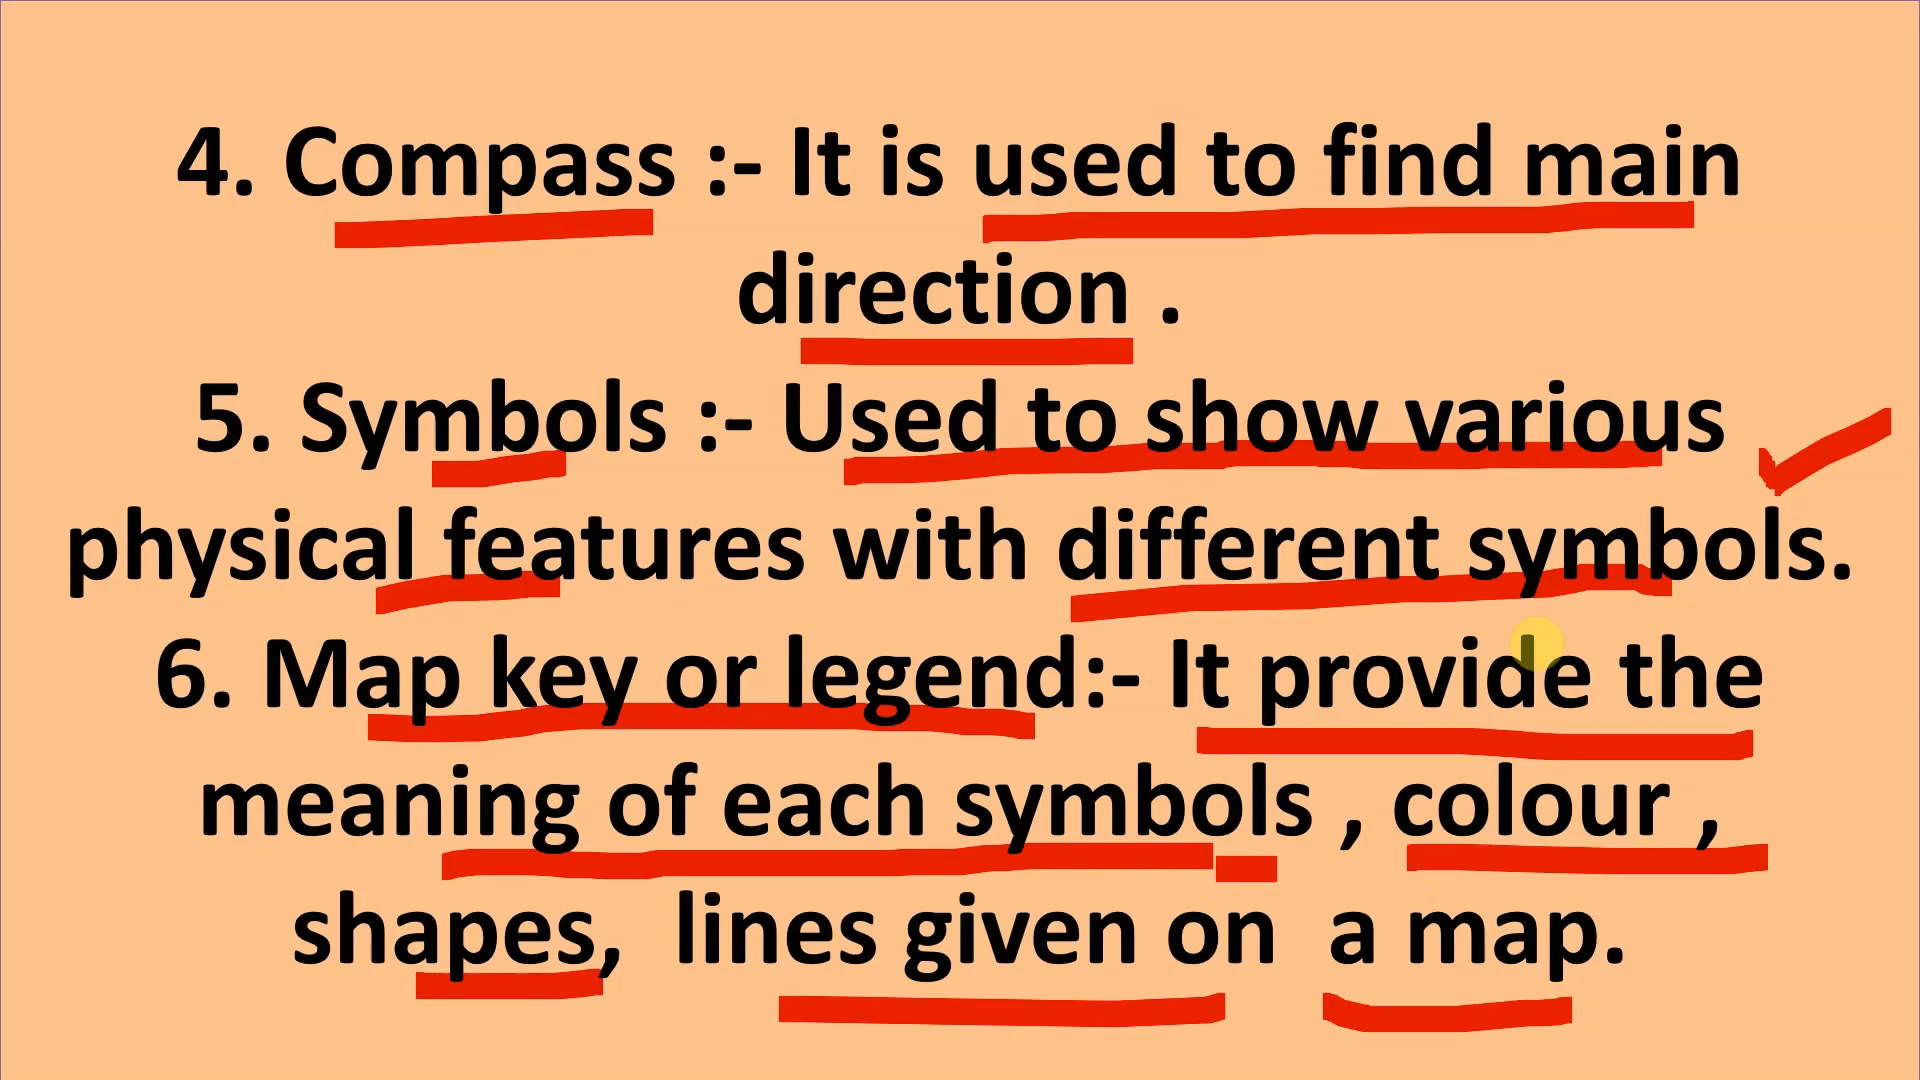 4. Compass :- It is used to find main
direction .
5. Symbols :- Used to show various
physical features with different symbols.
6. Map key or legend:- It provide the
meaning of each symbols , colour ,
shapes,  lines given on  a map.